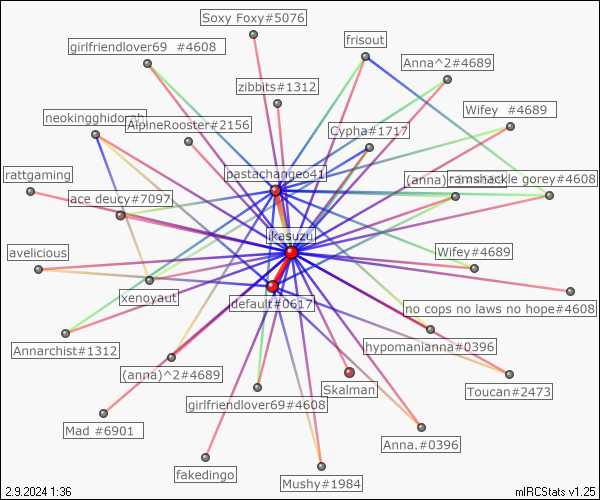 Soxy Foxy#5076
girlfriendlover69 #4608
frisout
Anna^2#4689
zibbits#1312
Wifey #4689
neokingghidorah
AlpineRooster#2156
Cypha#1717
rattgaming
pastachangeo41
(anna)
ramshackle gorey#4608
ace deucy#7097
ikasuzu
avelicious
Wifey#4689
xenoyaut
default#0617
no cops no laws no hope#4608
Annarchist#1312
hypomanianna#0396
(anna)^2#4689
Skalman
Toucan#2473
girlfriendlover69#4608
Mad #6901
Anna.#0396
fakedingo
Mushy#1984
2.9.2024 1:36
mIRCStats v1.25